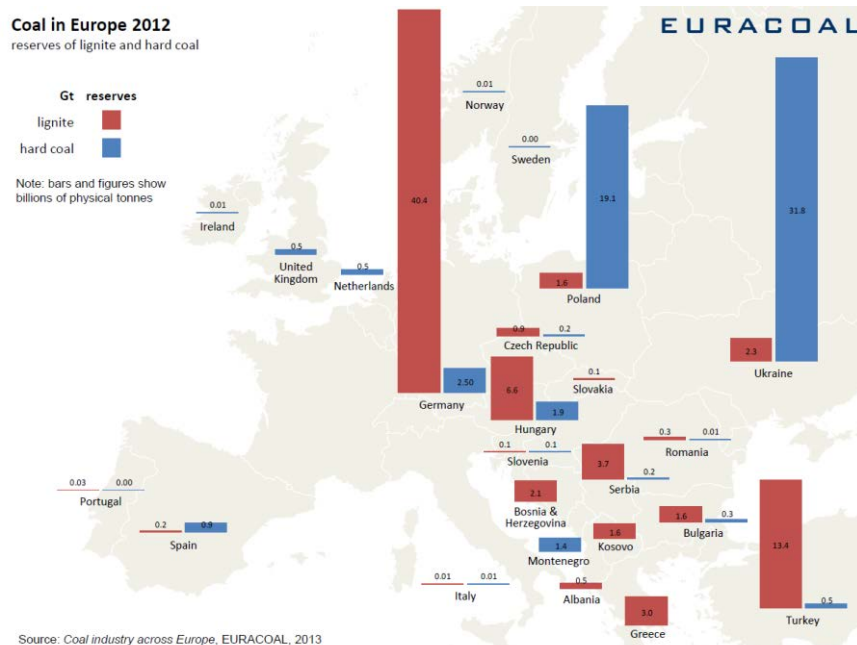 Coal in Europe 2012
reserves of lignite and hard coal
EURACOAL
Gt reserves
lignite
hard coal
Note: bars and figures show
billions of physical tonnes
0.01
Norway
0.00
Sweden
0.01
Ireland
0.5
United
Kingdom
0.5
Netherlands
40.4
2.50
Germany
1.6
19.1
Poland
2.3
31.8
Ukraine
0.9
0.2
Czech Republic
0.1
Slovakia
6.6
1.9
Hungary
0.1
0.1
Slovenia
0.3
0.01
Romania
3.7
0.2
Serbia
2.1
Bosnia &
Herzegovina
0.03
0.00
Portugal
0.2
0.9
Spain
1.4
Montenegro
1.6
Kosovo
1.6
0.3
Bulgaria
13.4
0.5
Turkey
0.01
0.01
Italy
0.5
Albania
3.0
Greece
Source: Coal industry across Europe, EURACOAL, 2013